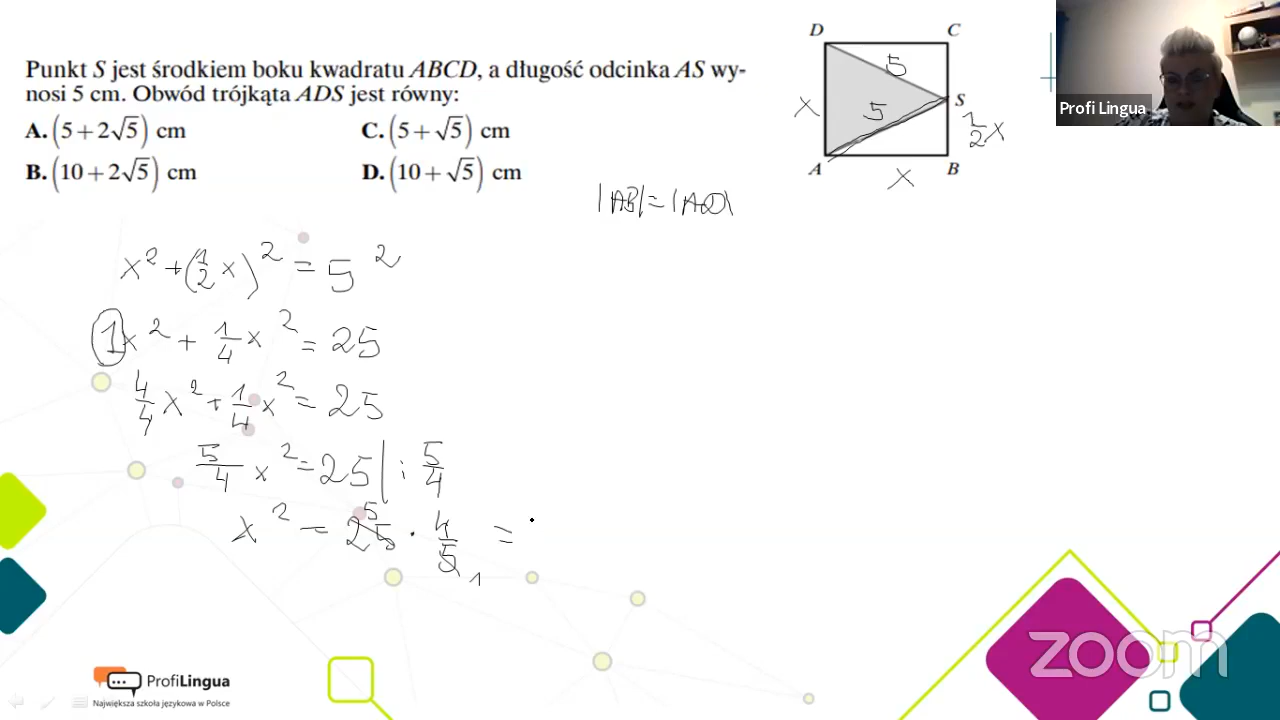 Punkt S jest środkiem boku kwadratu ABCD, a długość odcinka AS wy-
nosi 5 cm. Obwód trójkąta ADS jest równy:
A. (5 + 2√5) cm
C. (5 + √5) cm
B. (10 + 2√5) cm
D. (10 + √5) cm
D
C
5
S
x
5
1/2 x
A
B
x
|AB| = |AD|
x² + (1/2 x)² = 5²
1x² + 1/4 x² = 25
4/4 x² + 1/4 x² = 25
5/4 x² = 25 | : 5/4
5
x² = 25 · 4/5 =
1
Profi Lingua
ProfiLingua
Największa szkoła językowa w Polsce
zoom